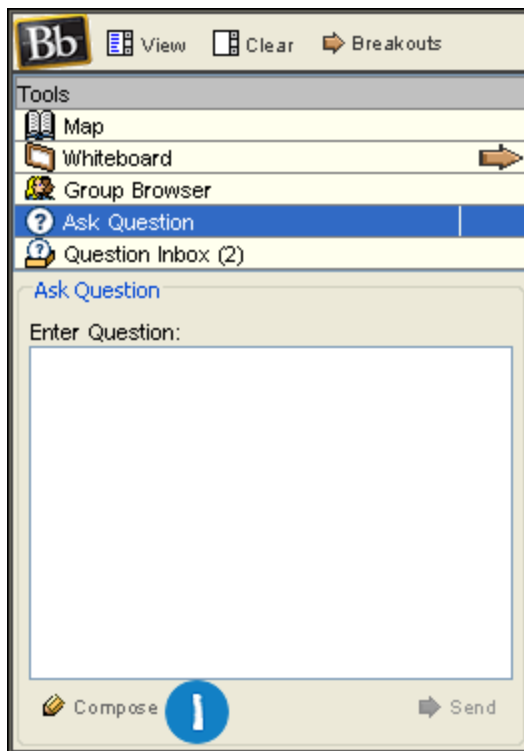 Bb View Clear Breakouts
Tools
Map
Whiteboard
Group Browser
Ask Question
Question Inbox (2)
Ask Question
Enter Question:
Compose 1 Send